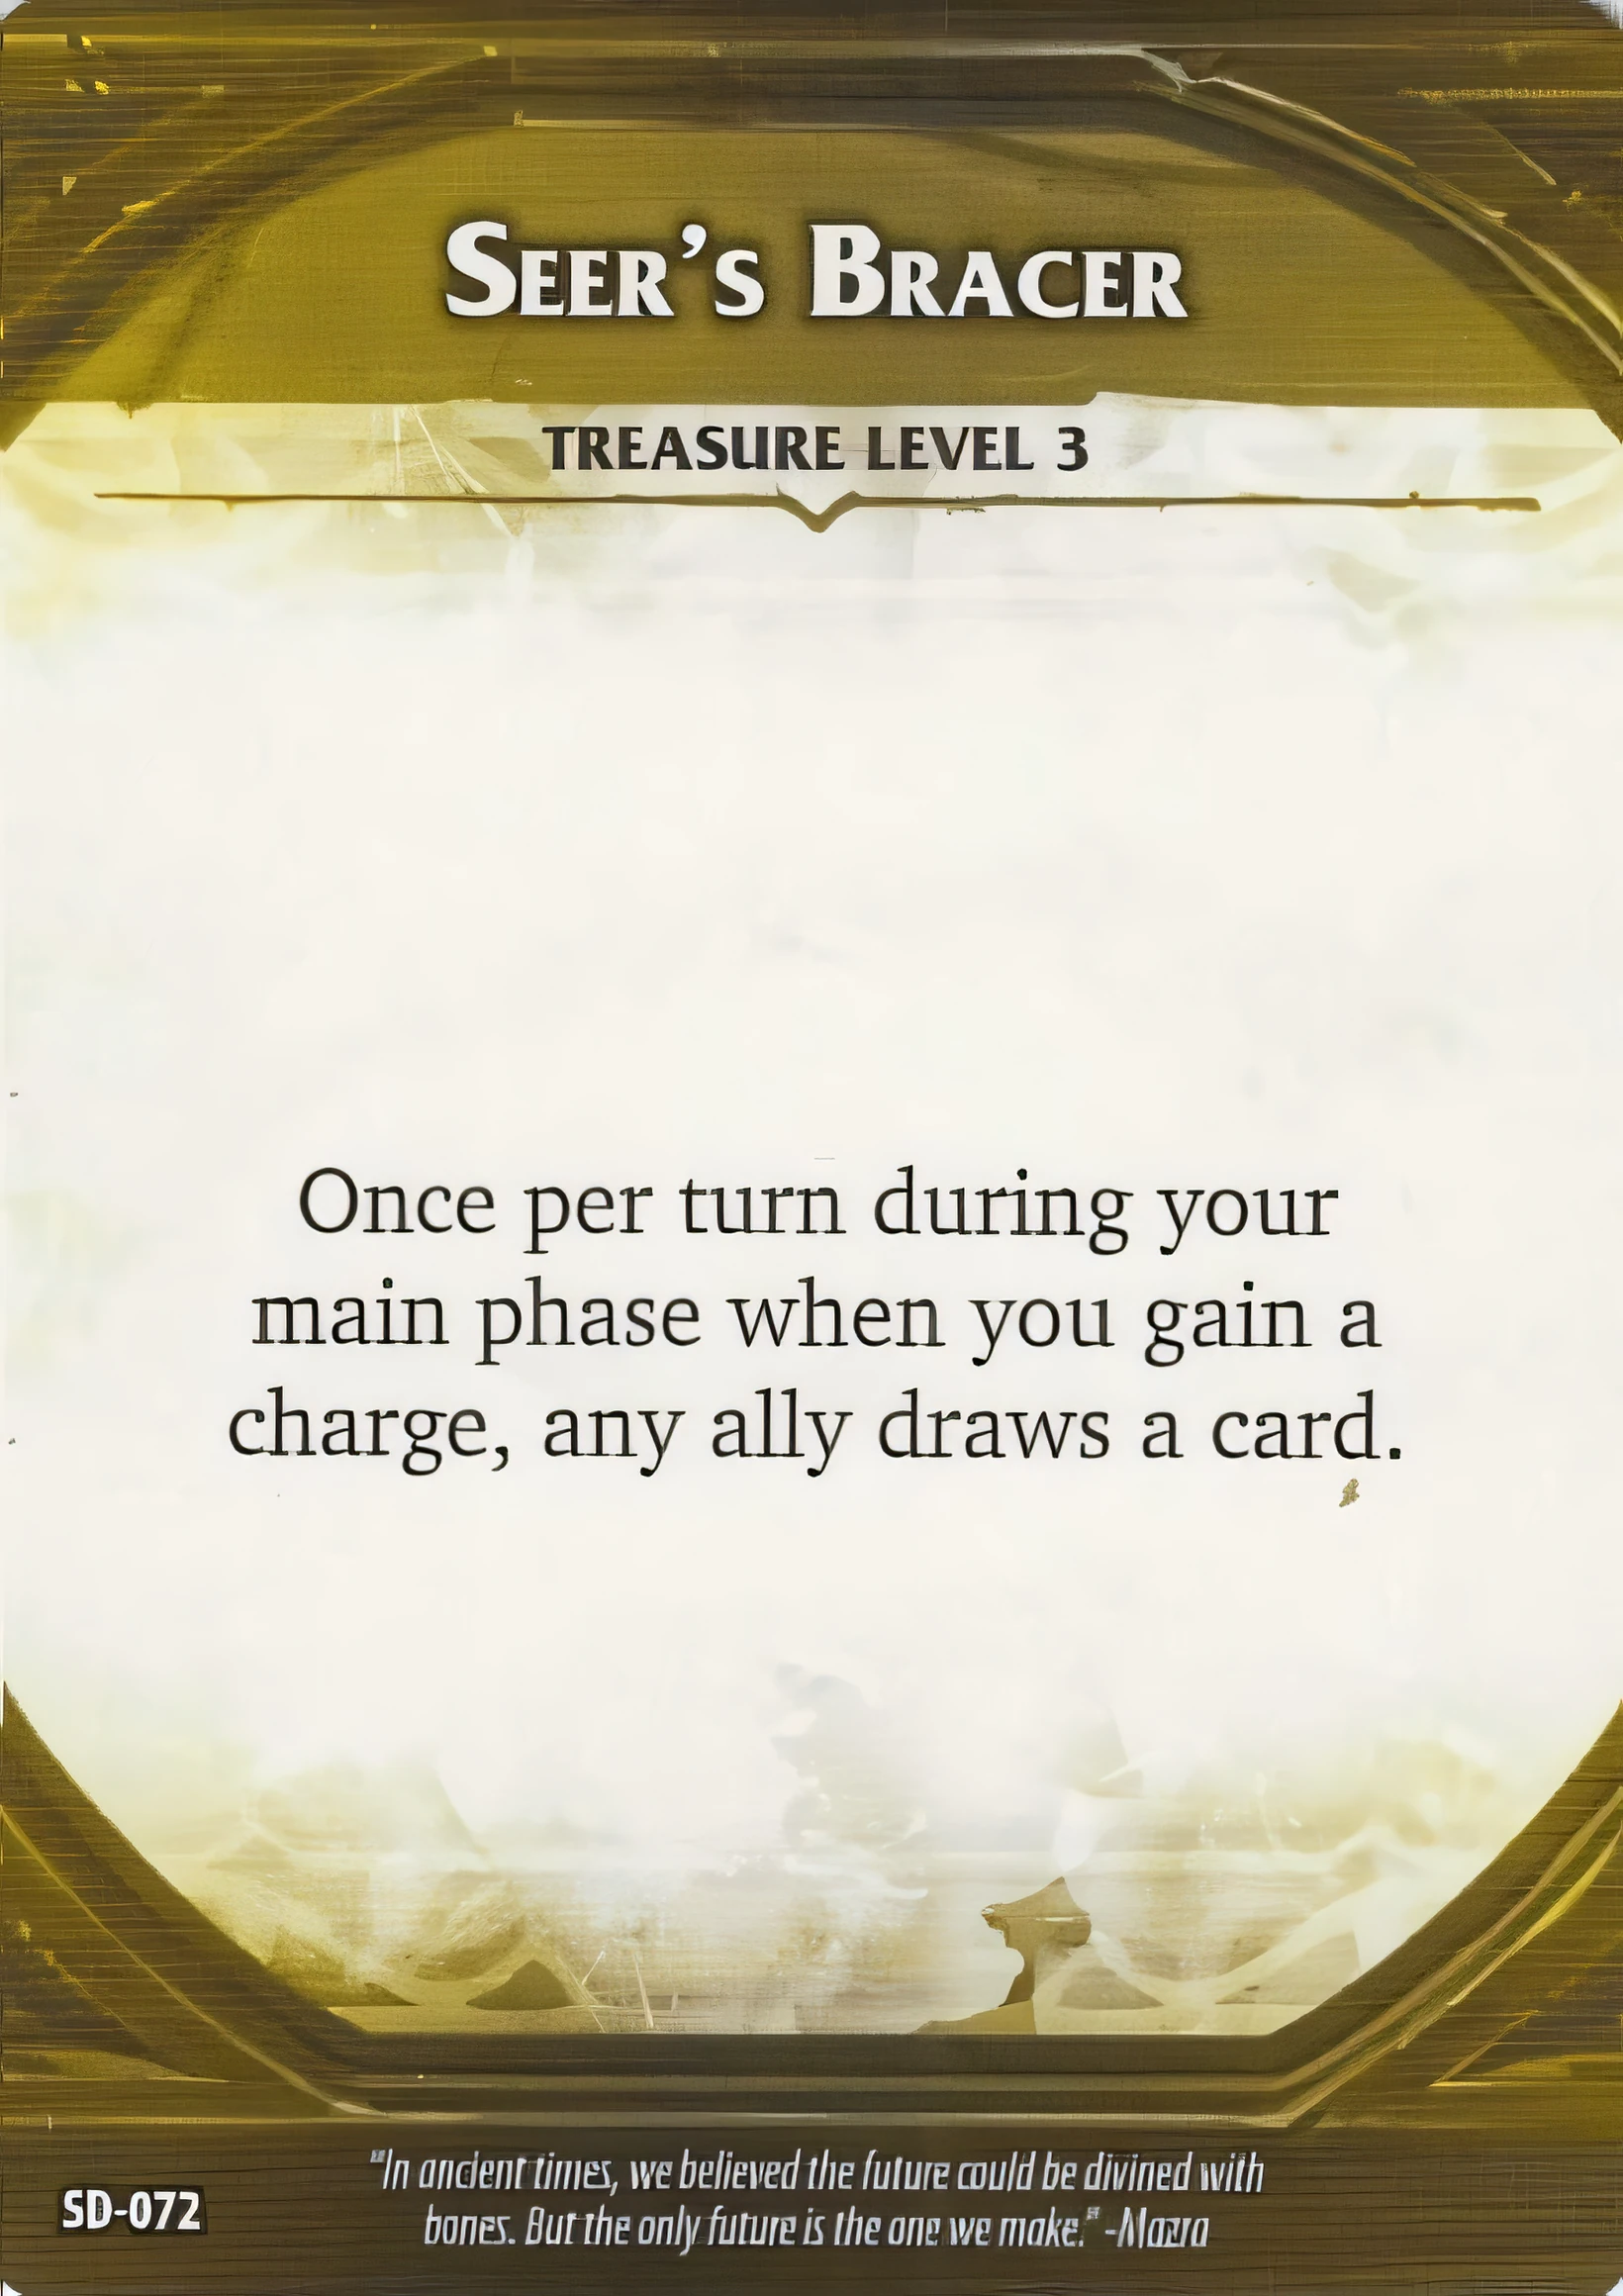 SEER'S BRACER
TREASURE LEVEL 3
Once per turn during your
main phase when you gain a
charge, any ally draws a card.
"In ancient times, we believed the future could be divined with
bones. But the only future is the one we make." -Mazra
SD-072